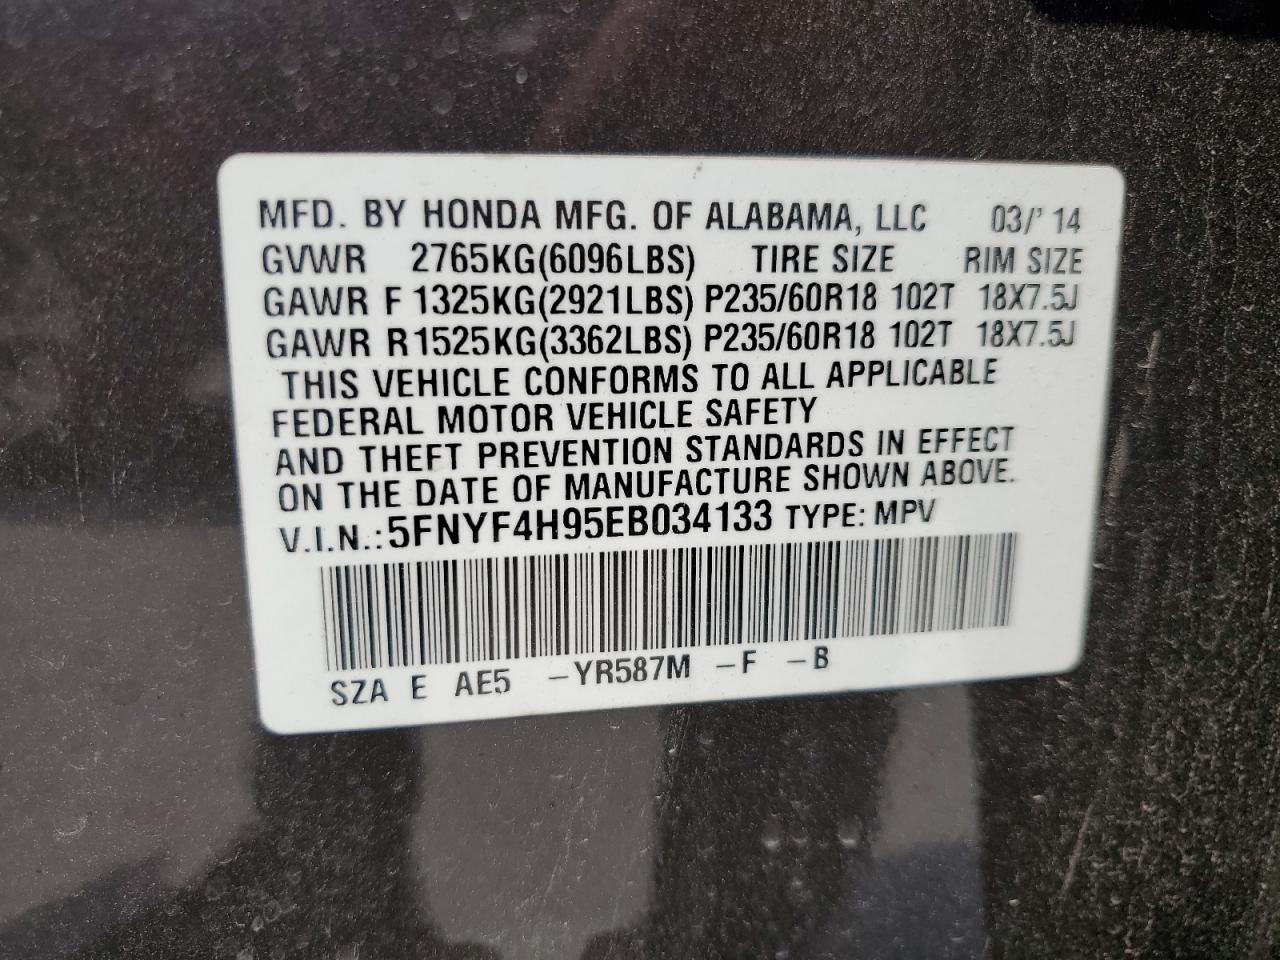 MFD. BY HONDA MFG. OF ALABAMA, LLC 03/' 14
GVWR 2765KG(6096LBS) TIRE SIZE RIM SIZE
GAWR F 1325KG(2921LBS) P235/60R18 102T 18X7.5J
GAWR R1525KG(3362LBS) P235/60R18 102T 18X7.5J
THIS VEHICLE CONFORMS TO ALL APPLICABLE
FEDERAL MOTOR VEHICLE SAFETY
AND THEFT PREVENTION STANDARDS IN EFFECT
ON THE DATE OF MANUFACTURE SHOWN ABOVE.
V.I.N.:5FNYF4H95EB034133 TYPE: MPV
SZA E AE5 -YR587M -F -B